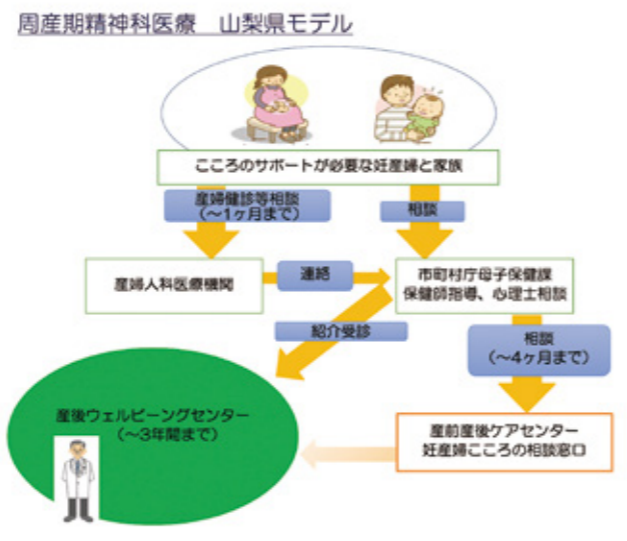 周産期精神科医療　山梨県モデル
こころのサポートが必要な妊産婦と家族
産婦健診等相談
（～1ヶ月まで）
相談
産婦人科医療機関
連絡
市町村庁母子保健課
保健師指導、心理士相談
紹介受診
相談
（～4ヶ月まで）
産後ウェルビーングセンター
（～3年間まで）
産前産後ケアセンター
妊産婦こころの相談窓口